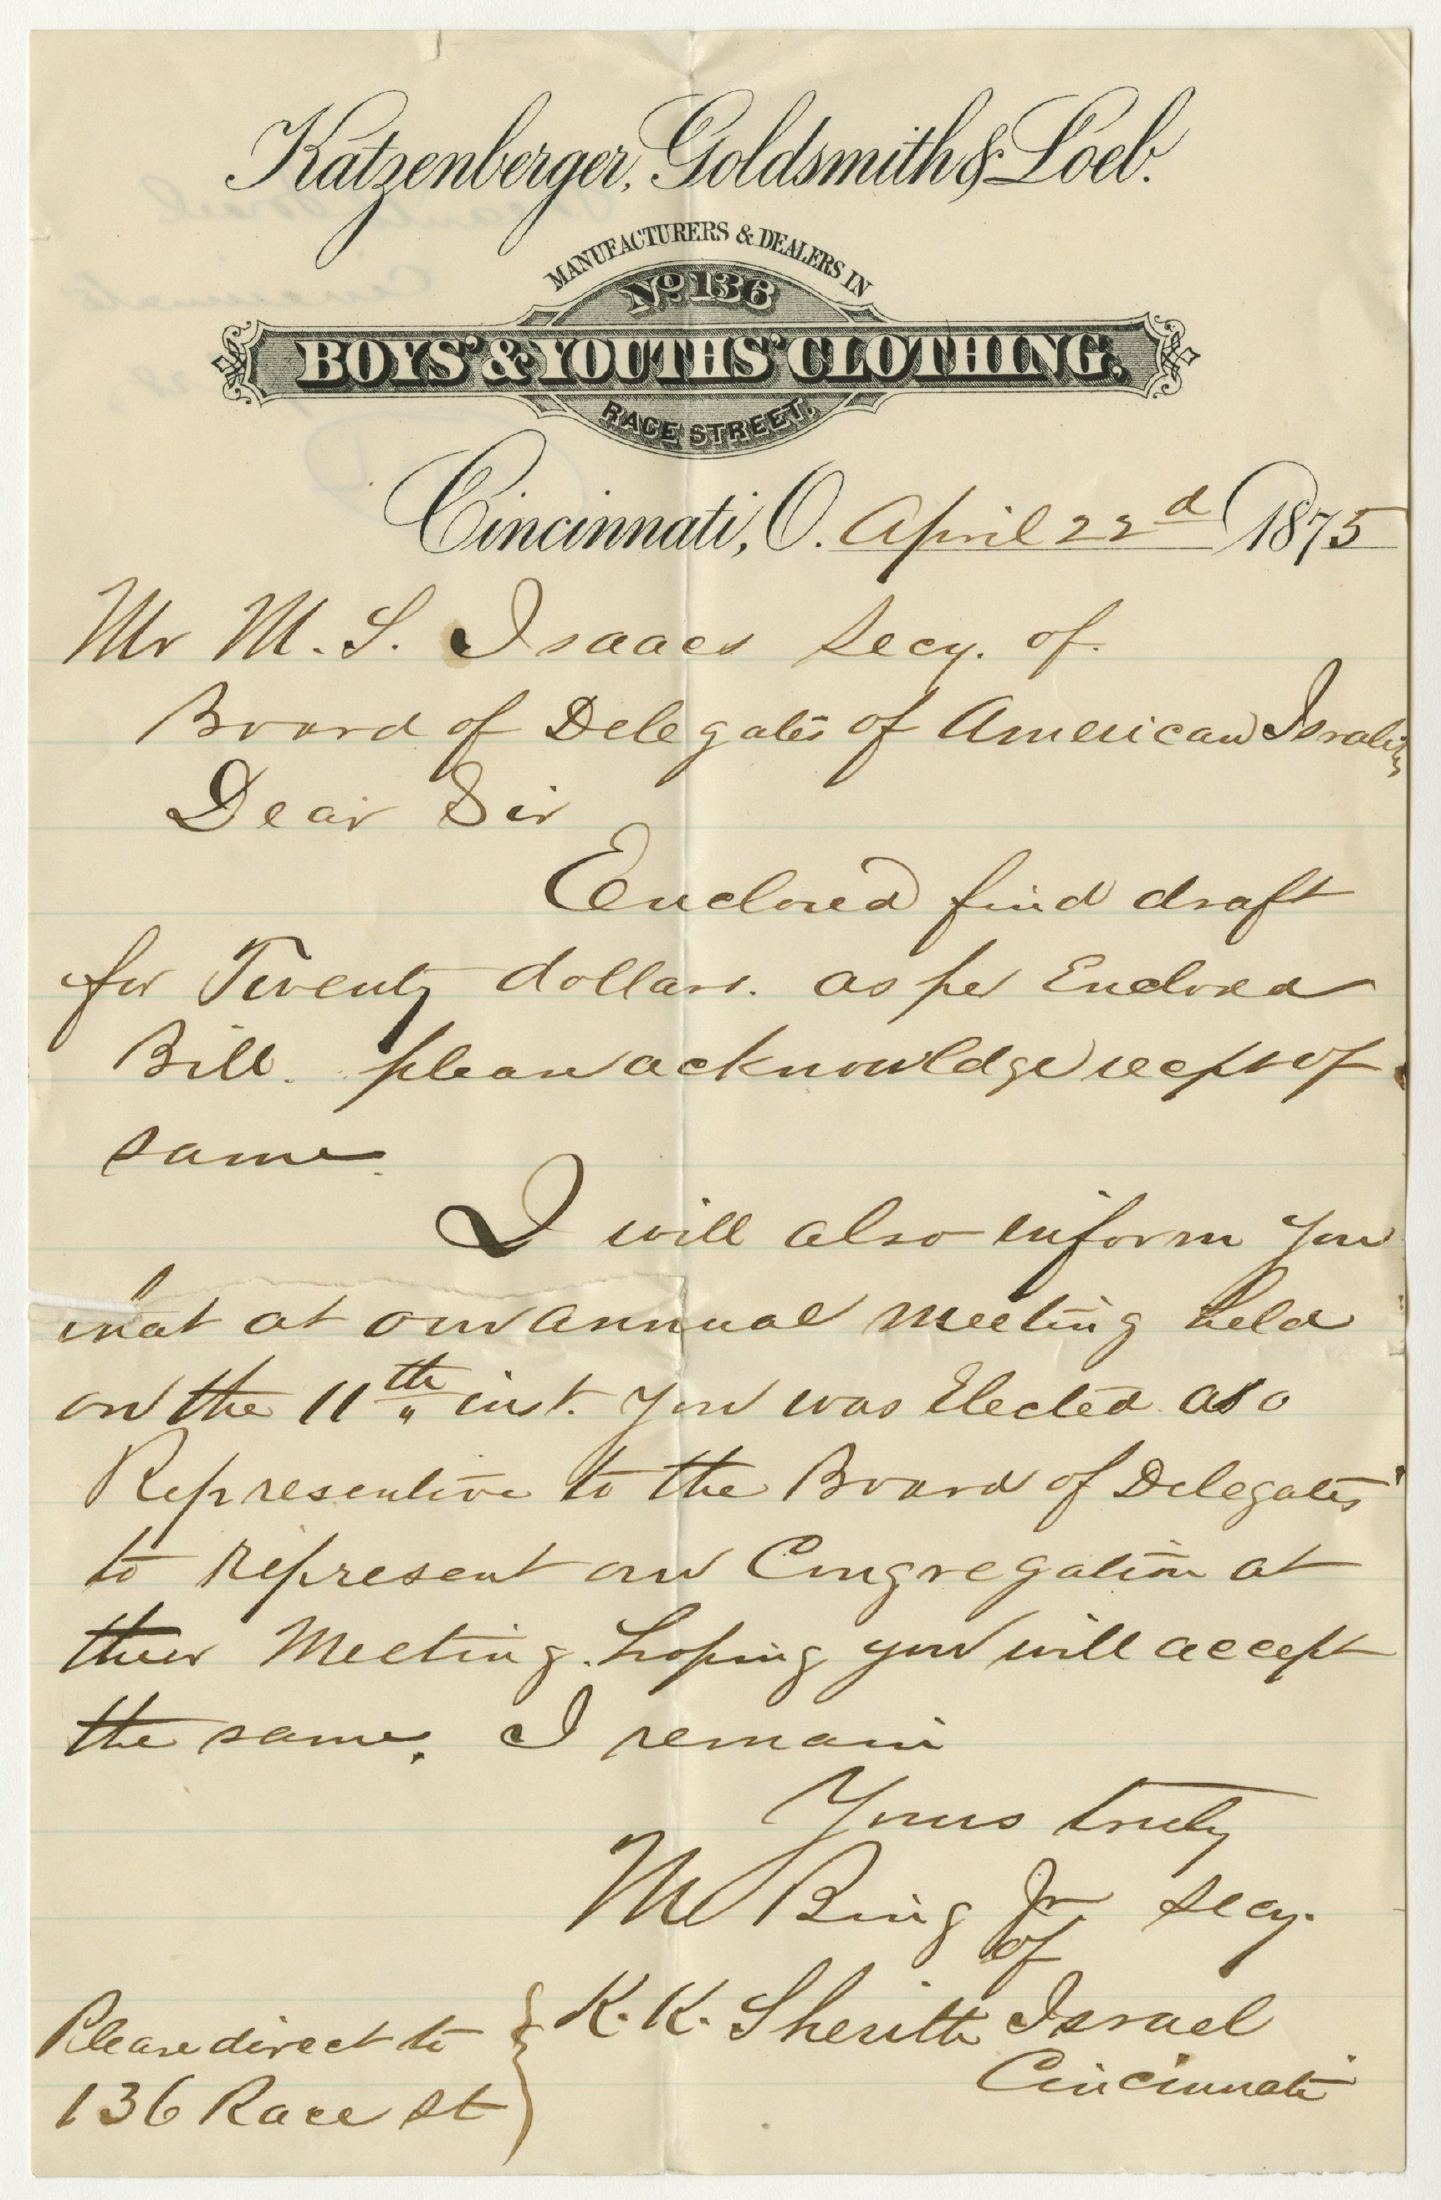 Katzenberger, Goldsmith & Loeb.
MANUFACTURERS & DEALERS IN
No 136
BOYS' & YOUTHS' CLOTHING.
RACE STREET.
Cincinnati, O. April 22d 1875
Mr M. S. Isaacs Secy. of.
Board of Delegates of American Isralites
Dear Sir
Enclosed find draft
for Twenty dollars. as per Enclosed
Bill. please acknowldge recept of
same.
I will also inform you
that at our annual meeting held
on the 11th inst. you was Elected as a
Representive to the Board of Delegates
to represent our Congregation at
their Meeting. hoping you will accept
the same. I remain
Yours truly
M Bing Jr Secy.
of
K. K. Sherith Israel
Cincinnati
Please direct to
136 Race St